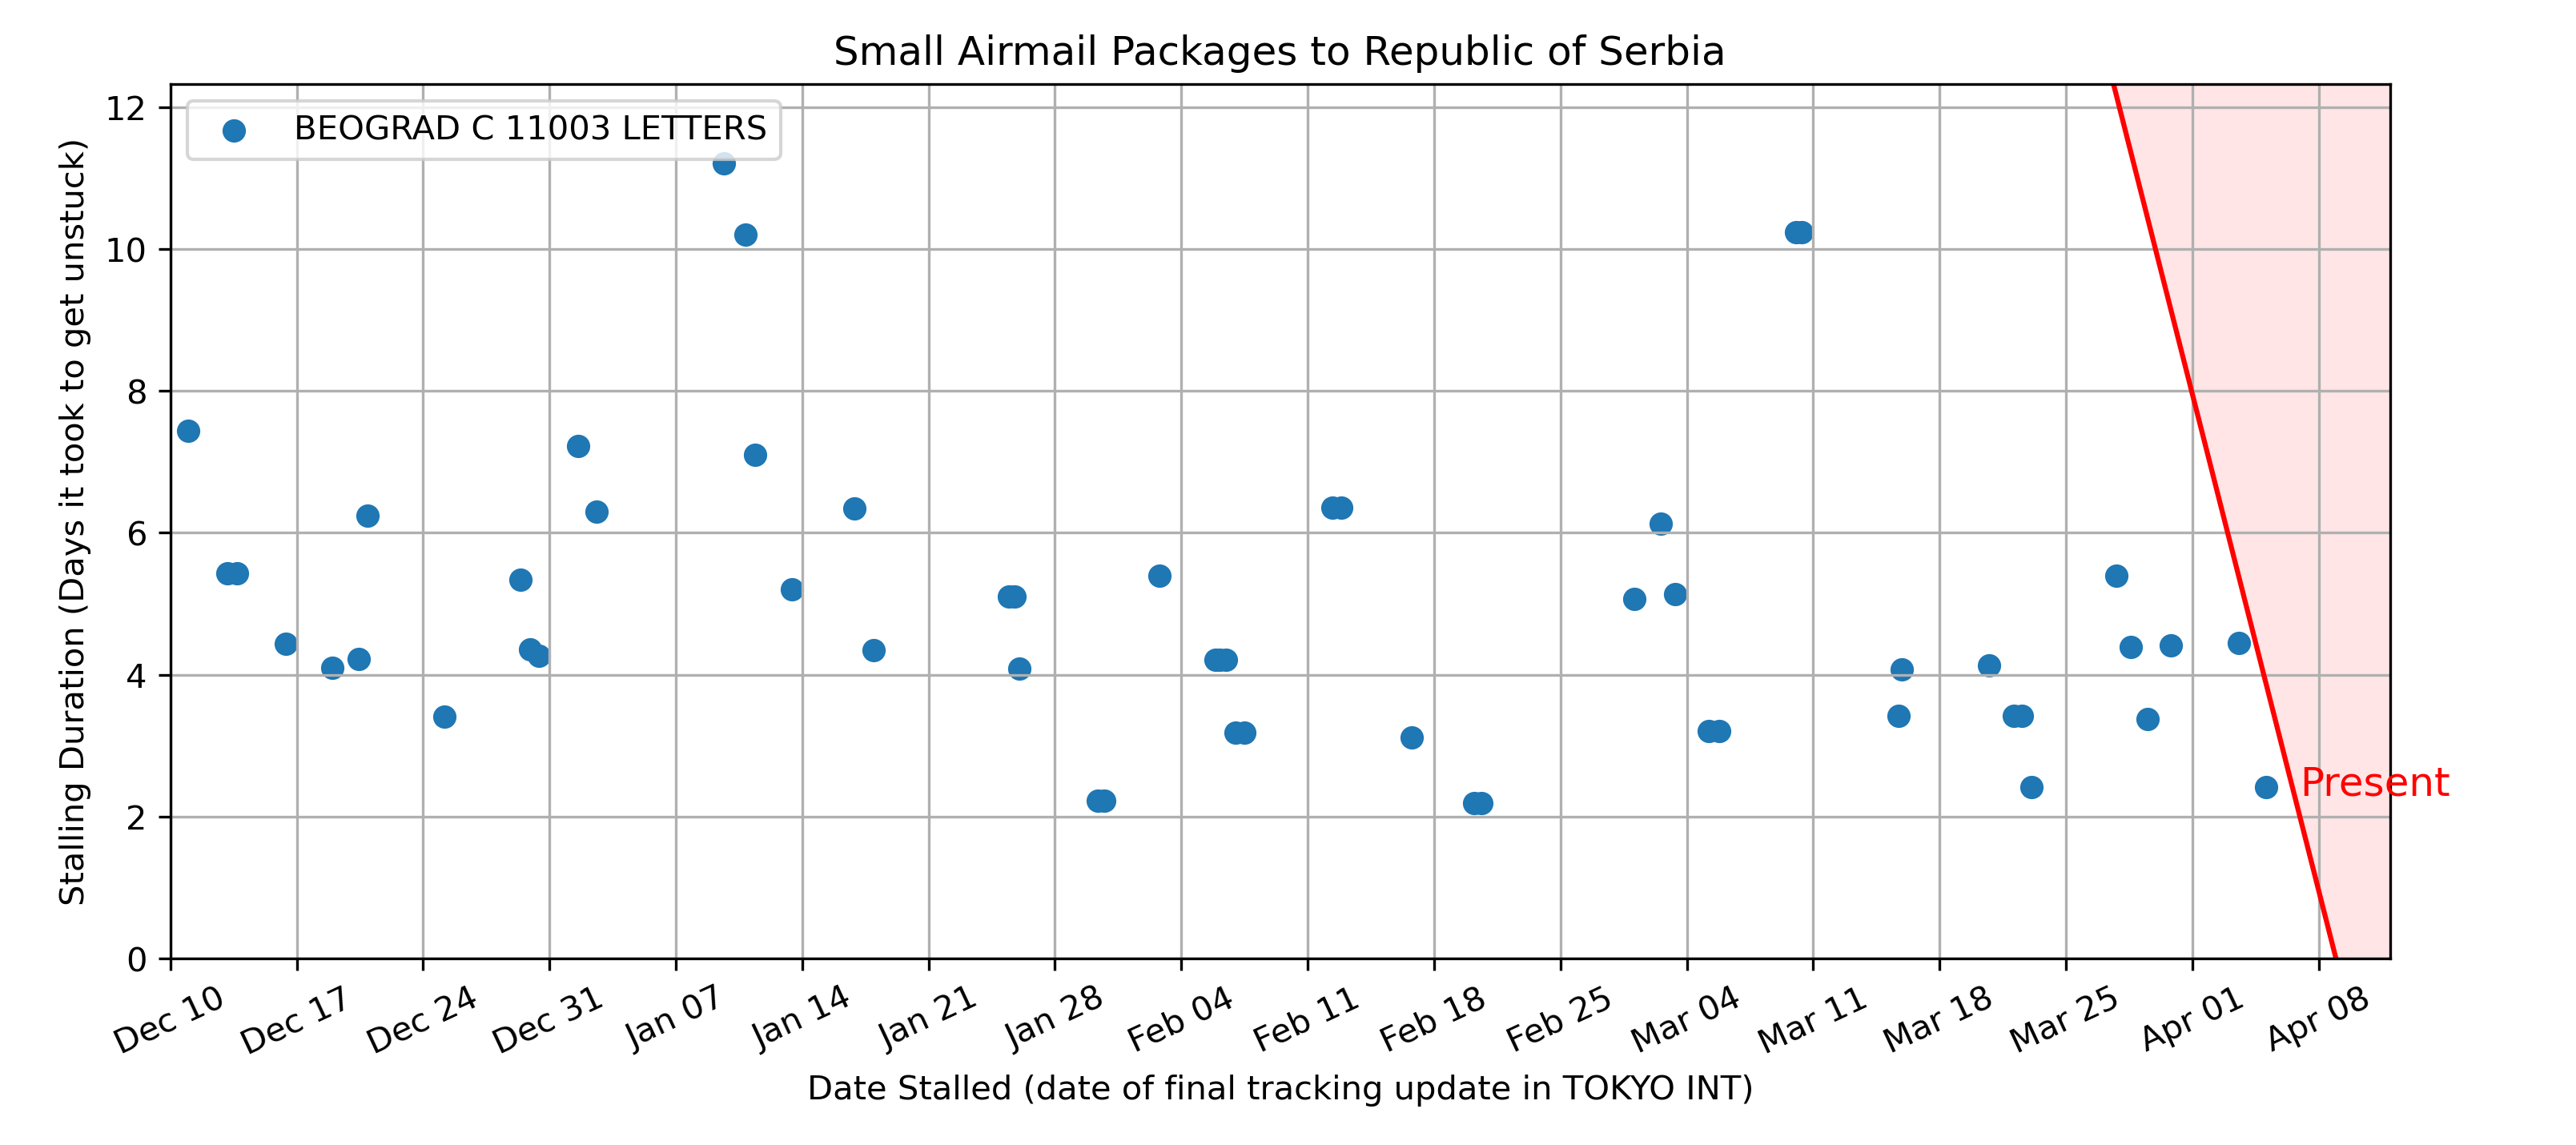 Small Airmail Packages to Republic of Serbia
BEOGRAD C 11003 LETTERS
Stalling Duration (Days it took to get unstuck)
12
10
8
6
4
2
0
Present
Dec 10
Dec 17
Dec 24
Dec 31
Jan 07
Jan 14
Jan 21
Jan 28
Feb 04
Feb 11
Feb 18
Feb 25
Mar 04
Mar 11
Mar 18
Mar 25
Apr 01
Apr 08
Date Stalled (date of final tracking update in TOKYO INT)